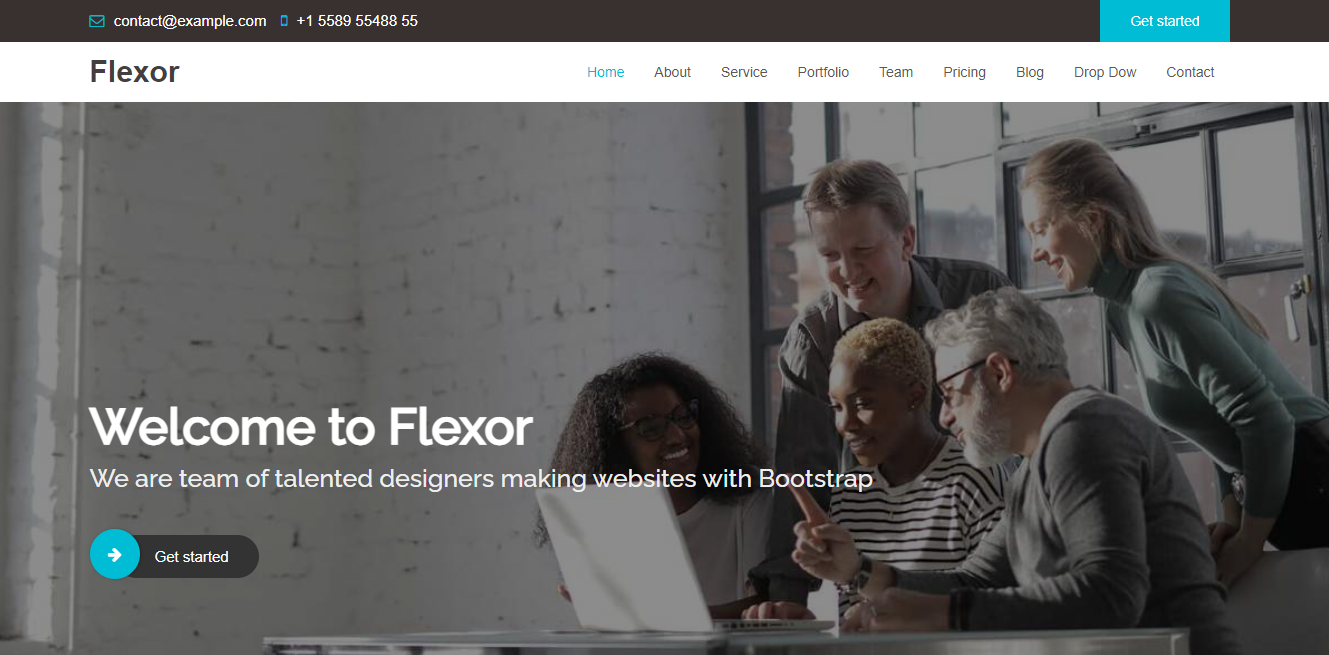 contact@example.com +1 5589 55488 55 Get started
Flexor Home About Service Portfolio Team Pricing Blog Drop Dow Contact
Welcome to Flexor
We are team of talented designers making websites with Bootstrap
Get started